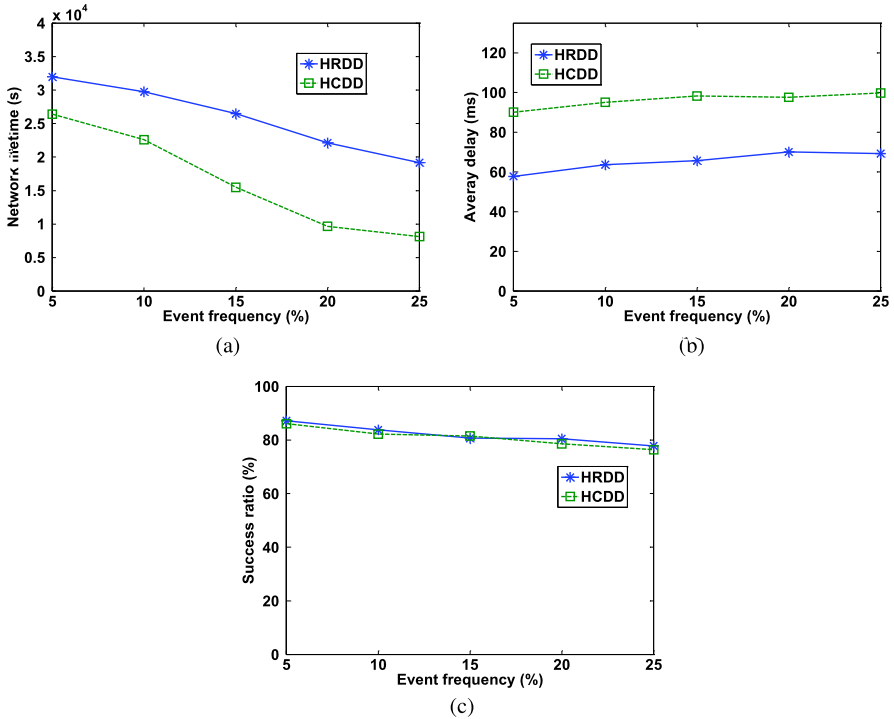 x 10⁴
4
3.5
3
2.5
2
1.5
1
0.5
0
Network lifetime (s)
HRDD
HCDD
5 10 15 20 25
Event frequency (%)
(a)
120
100
80
60
40
20
0
Averay delay (ms)
HRDD
HCDD
5 10 15 20 25
Event frequency (%)
(b)
100
80
60
40
20
0
Success ratio (%)
HRDD
HCDD
5 10 15 20 25
Event frequency (%)
(c)